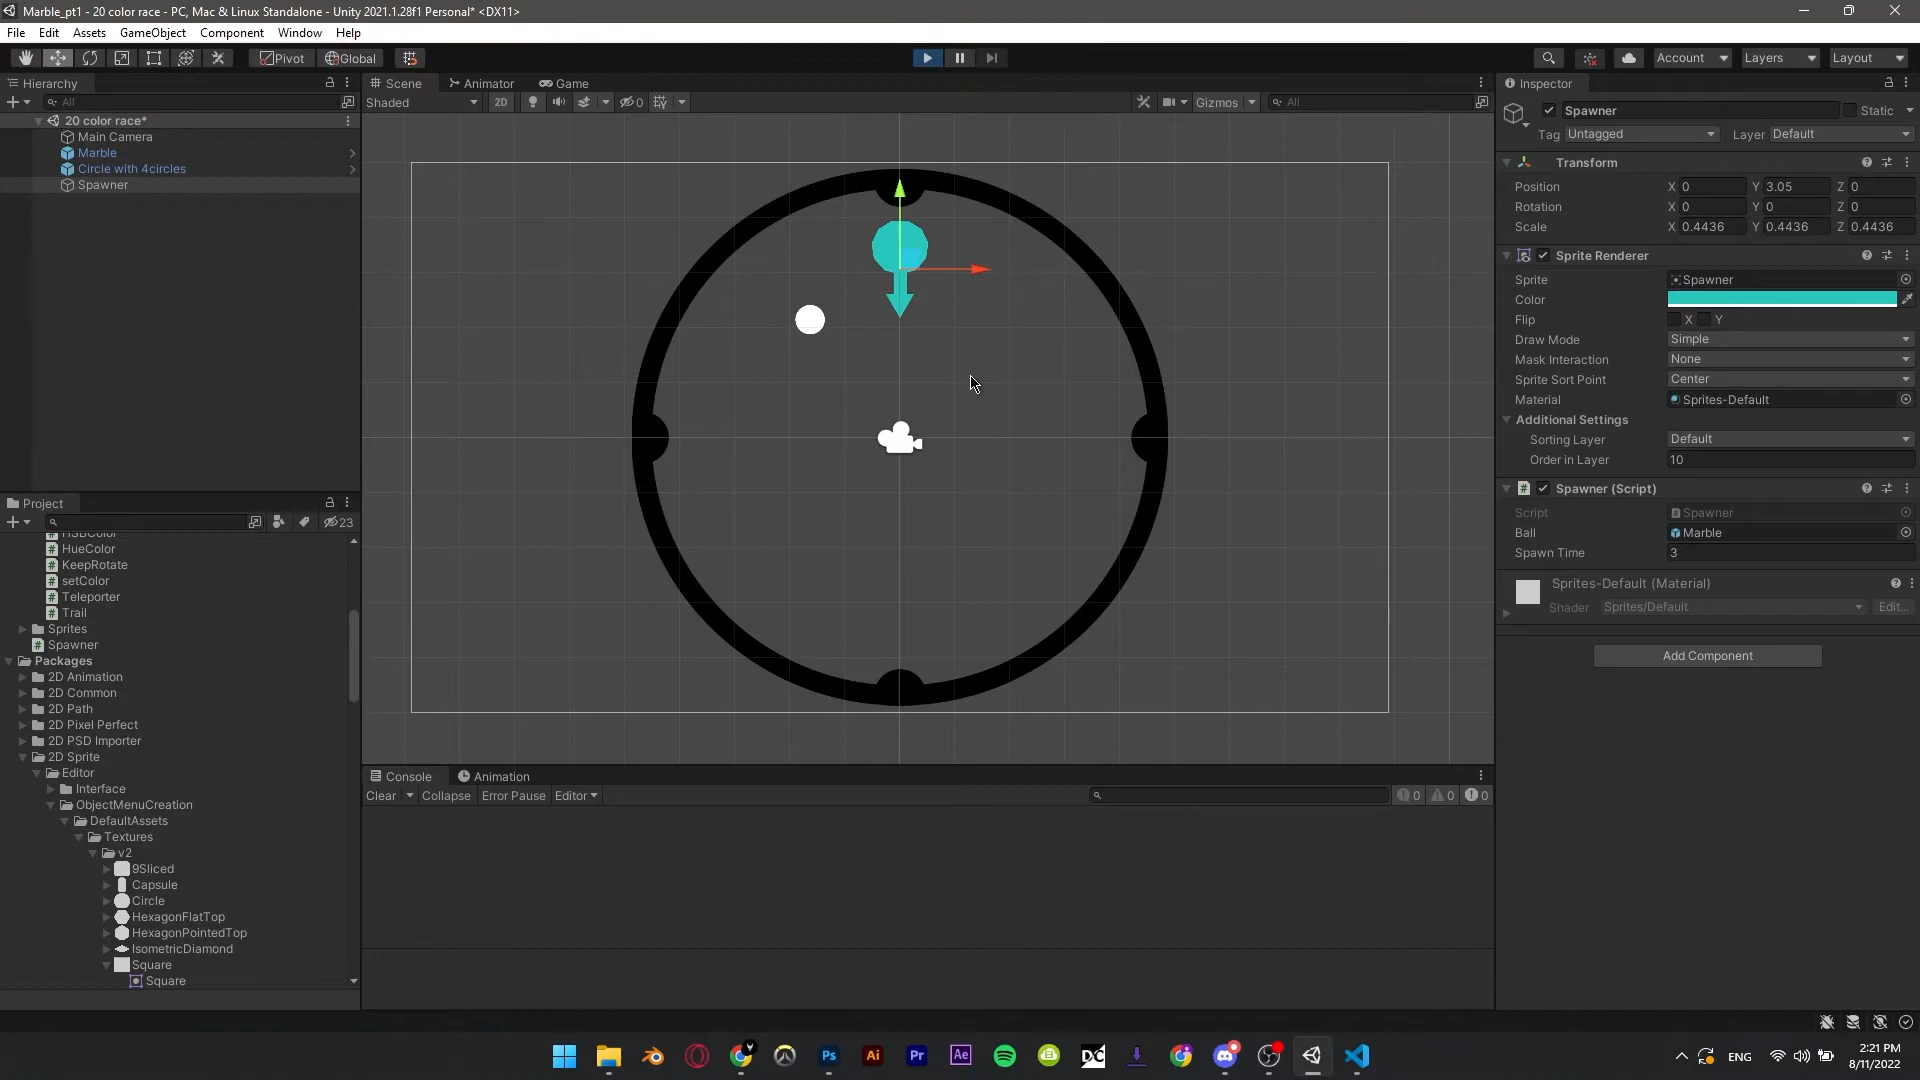 Marble_pt1 - 20 color race - PC, Mac & Linux Standalone - Unity 2021.1.28f1 Personal* <DX11>
File Edit Assets GameObject Component Window Help
Pivot Global Account Layers Layout
Hierarchy
All
20 color race*
Main Camera
Marble
Circle with 4circles
Spawner
Scene Animator Game
Shaded 2D 0 Gizmos All
Project
23
HSBColor
HueColor
KeepRotate
setColor
Teleporter
Trail
Sprites
Spawner
Packages
2D Animation
2D Common
2D Path
2D Pixel Perfect
2D PSD Importer
2D Sprite
Editor
Interface
ObjectMenuCreation
DefaultAssets
Textures
v2
9Sliced
Capsule
Circle
HexagonFlatTop
HexagonPointedTop
IsometricDiamond
Square
Square
Console Animation
Clear Collapse Error Pause Editor 0 0 0
Inspector
Spawner Static
Tag Untagged Layer Default
Transform
Position X 0 Y 3.05 Z 0
Rotation X 0 Y 0 Z 0
Scale X 0.4436 Y 0.4436 Z 0.4436
Sprite Renderer
Sprite Spawner
Color
Flip X Y
Draw Mode Simple
Mask Interaction None
Sprite Sort Point Center
Material Sprites-Default
Additional Settings
Sorting Layer Default
Order in Layer 10
Spawner (Script)
Script Spawner
Ball Marble
Spawn Time 3
Sprites-Default (Material)
Shader Sprites/Default Edit...
Add Component
Ps Ai Pr Ae DC
ENG
2:21 PM
8/11/2022